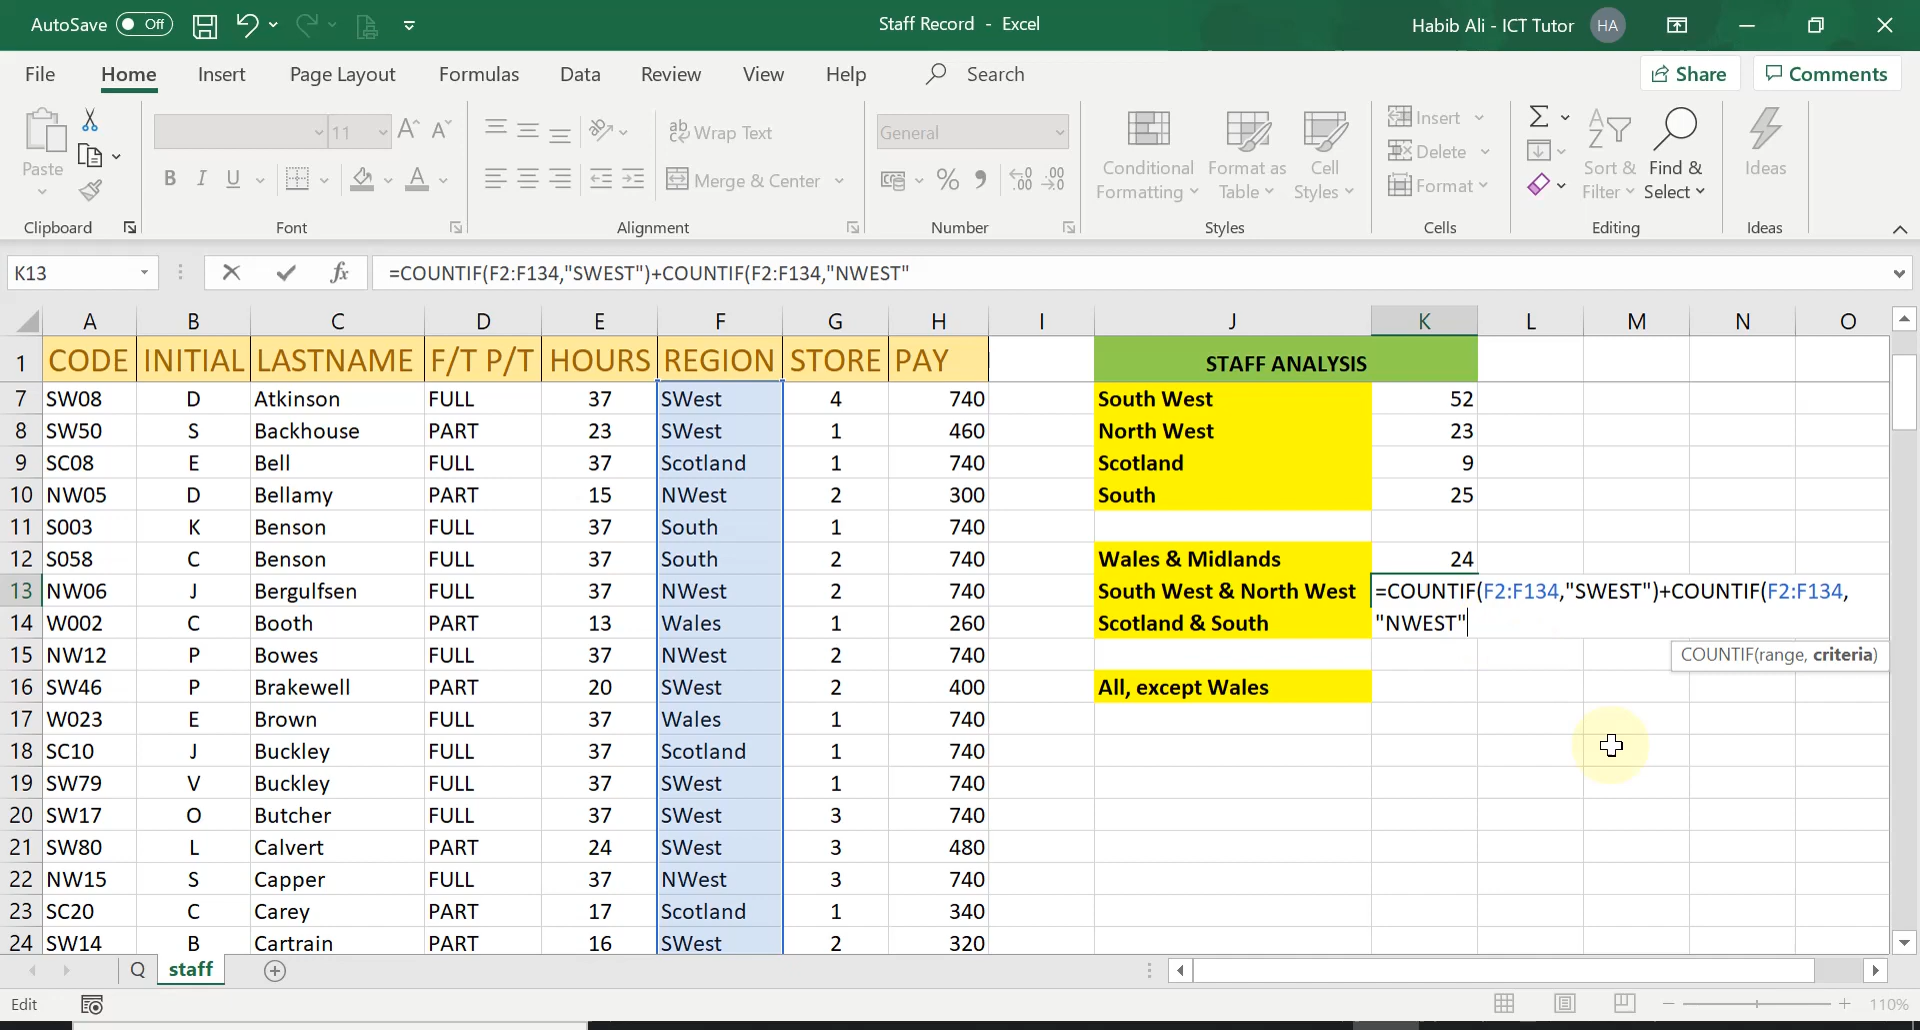 AutoSave Off Staff Record - Excel Habib Ali - ICT Tutor HA
File Home Insert Page Layout Formulas Data Review View Help Search Share Comments
Paste
Clipboard
11
B I U A
Font
ab Wrap Text
Merge & Center
Alignment
General
% 9 .00
Number
Conditional Formatting
Format as Table
Cell Styles
Styles
Insert
Delete
Format
Cells
Σ
Sort & Filter
Find & Select
Editing
Ideas
Ideas
K13 fx =COUNTIF(F2:F134,"SWEST")+COUNTIF(F2:F134,"NWEST"
A B C D E F G H I J K L M N O
1 CODE INITIAL LASTNAME F/T P/T HOURS REGION STORE PAY STAFF ANALYSIS
7 SW08 D Atkinson FULL 37 SWest 4 740 South West 52
8 SW50 S Backhouse PART 23 SWest 1 460 North West 23
9 SC08 E Bell FULL 37 Scotland 1 740 Scotland 9
10 NW05 D Bellamy PART 15 NWest 2 300 South 25
11 S003 K Benson FULL 37 South 1 740
12 S058 C Benson FULL 37 South 2 740 Wales & Midlands 24
13 NW06 J Bergulfsen FULL 37 NWest 2 740 South West & North West =COUNTIF(F2:F134,"SWEST")+COUNTIF(F2:F134,
14 W002 C Booth PART 13 Wales 1 260 Scotland & South "NWEST"
15 NW12 P Bowes FULL 37 NWest 2 740 COUNTIF(range, criteria)
16 SW46 P Brakewell PART 20 SWest 2 400 All, except Wales
17 W023 E Brown FULL 37 Wales 1 740
18 SC10 J Buckley FULL 37 Scotland 1 740
19 SW79 V Buckley FULL 37 SWest 1 740
20 SW17 O Butcher FULL 37 SWest 3 740
21 SW80 L Calvert PART 24 SWest 3 480
22 NW15 S Capper FULL 37 NWest 3 740
23 SC20 C Carey PART 17 Scotland 1 340
24 SW14 B Cartrain PART 16 SWest 2 320
Q staff
Edit 110%